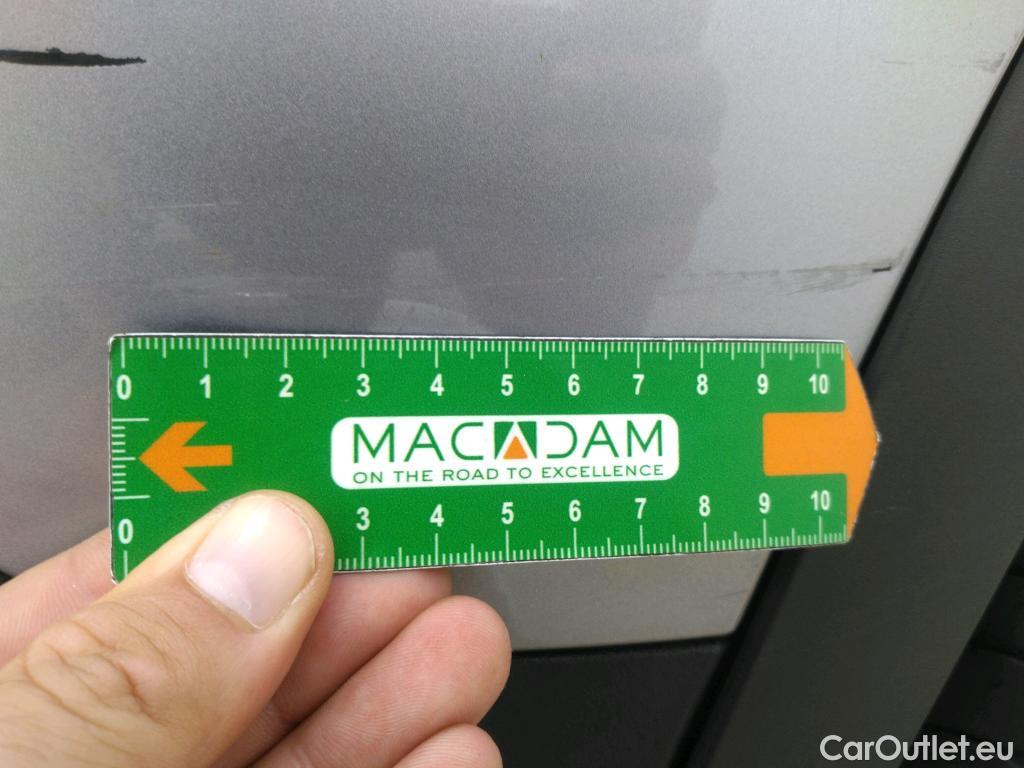 0 1 2 3 4 5 6 7 8 9 10
MACADAM
ON THE ROAD TO EXCELLENCE
0 3 4 5 6 7 8 9 10
CarOutlet.eu